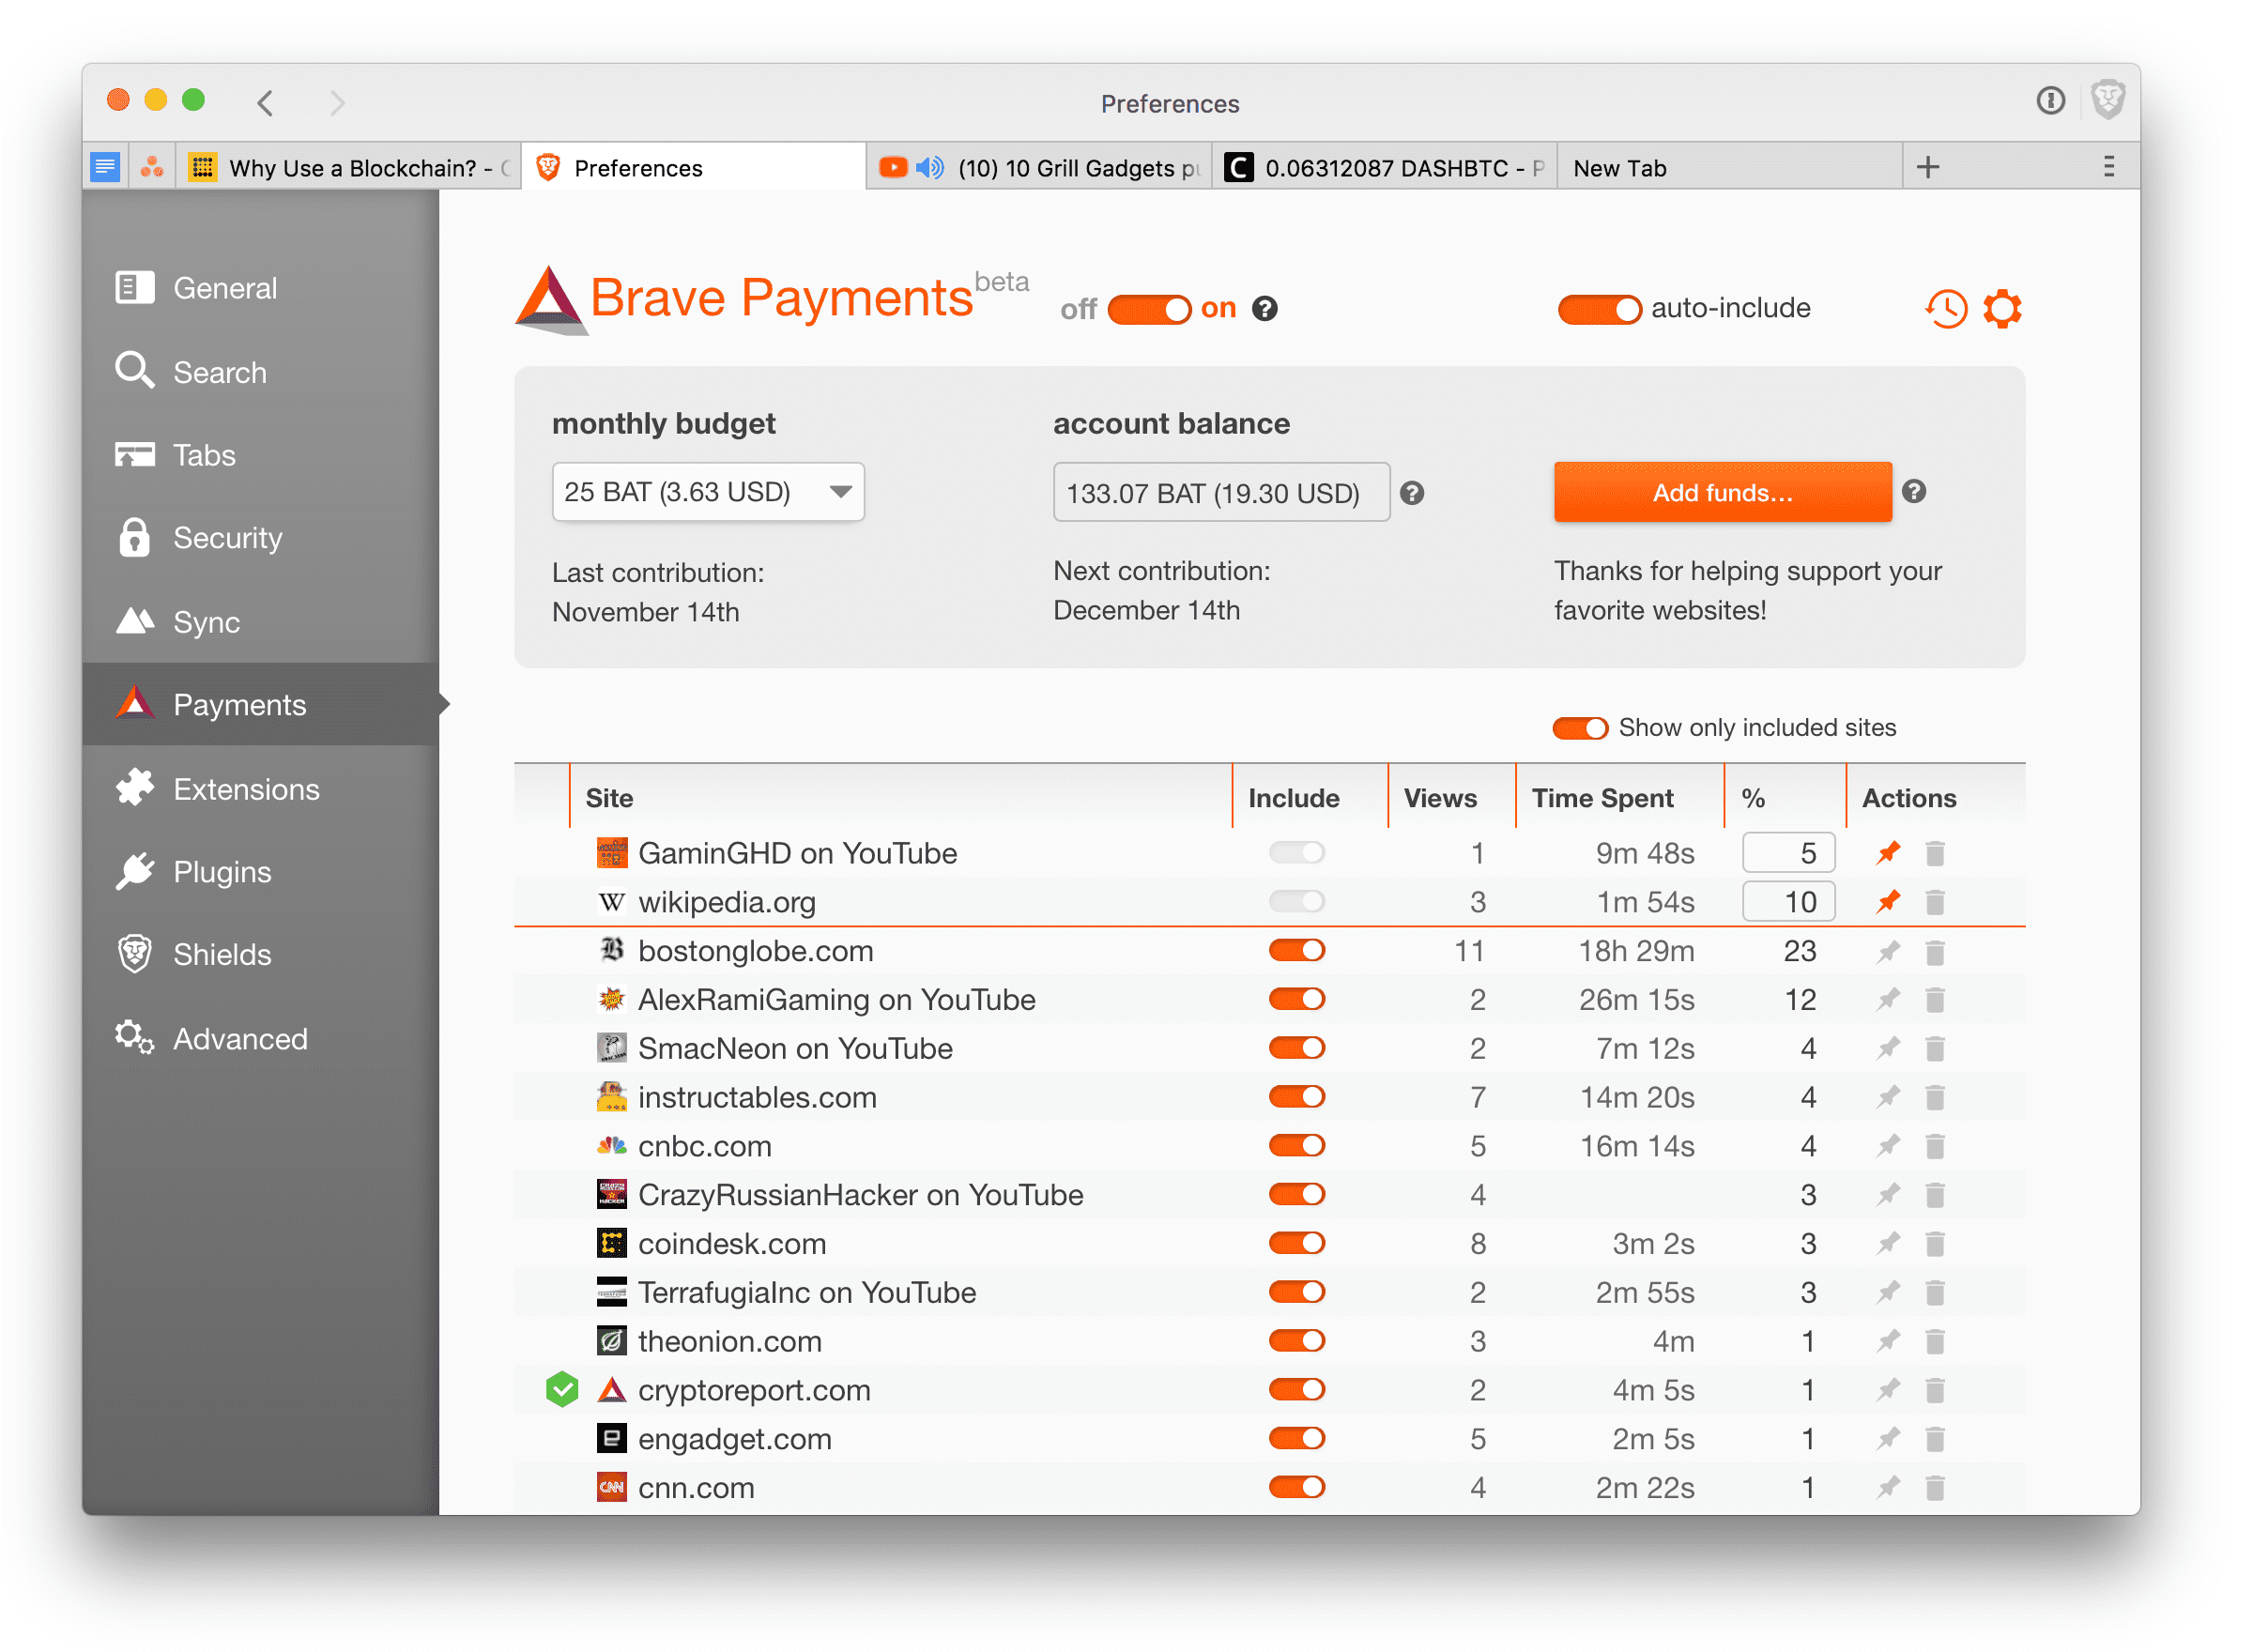 Preferences
Why Use a Blockchain? - C
Preferences
(10) 10 Grill Gadgets pu
0.06312087 DASHBTC - P
New Tab
General
Search
Tabs
Security
Sync
Payments
Extensions
Plugins
Shields
Advanced
Brave Payments beta
off on
auto-include
monthly budget
25 BAT (3.63 USD)
Last contribution:
November 14th
account balance
133.07 BAT (19.30 USD)
Next contribution:
December 14th
Add funds...
Thanks for helping support your
favorite websites!
Show only included sites
Site Include Views Time Spent % Actions
GaminGHD on YouTube 1 9m 48s 5
wikipedia.org 3 1m 54s 10
bostonglobe.com 11 18h 29m 23
AlexRamiGaming on YouTube 2 26m 15s 12
SmacNeon on YouTube 2 7m 12s 4
instructables.com 7 14m 20s 4
cnbc.com 5 16m 14s 4
CrazyRussianHacker on YouTube 4 3
coindesk.com 8 3m 2s 3
TerrafugiaInc on YouTube 2 2m 55s 3
theonion.com 3 4m 1
cryptoreport.com 2 4m 5s 1
engadget.com 5 2m 5s 1
cnn.com 4 2m 22s 1